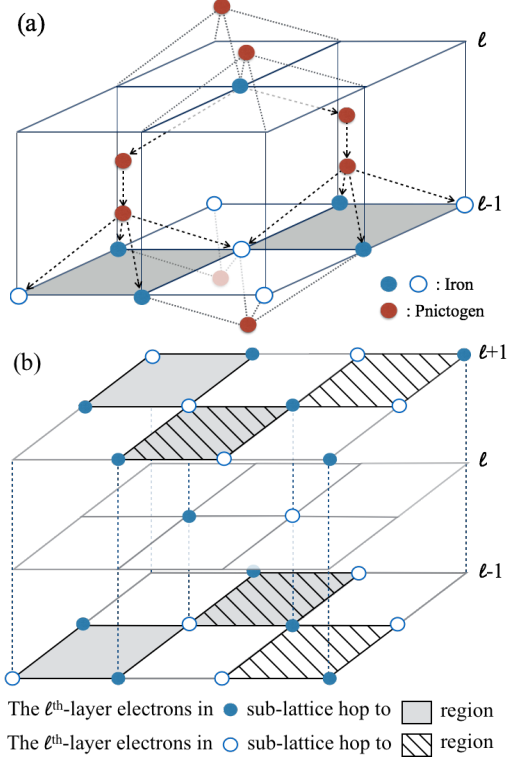 (a)
ℓ
ℓ-1
: Iron
: Pnictogen
(b)
ℓ+1
ℓ
ℓ-1
The ℓth-layer electrons in sub-lattice hop to region
The ℓth-layer electrons in sub-lattice hop to region